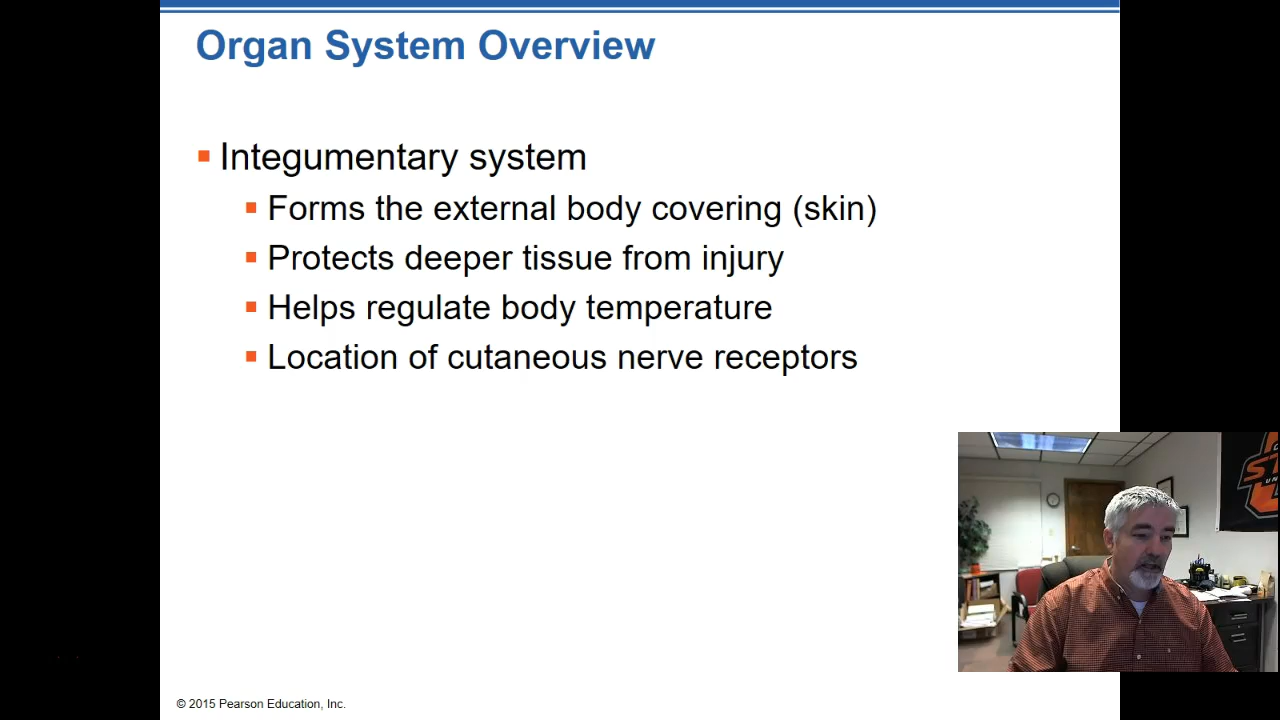 Organ System Overview
Integumentary system
Forms the external body covering (skin)
Protects deeper tissue from injury
Helps regulate body temperature
Location of cutaneous nerve receptors
© 2015 Pearson Education, Inc.